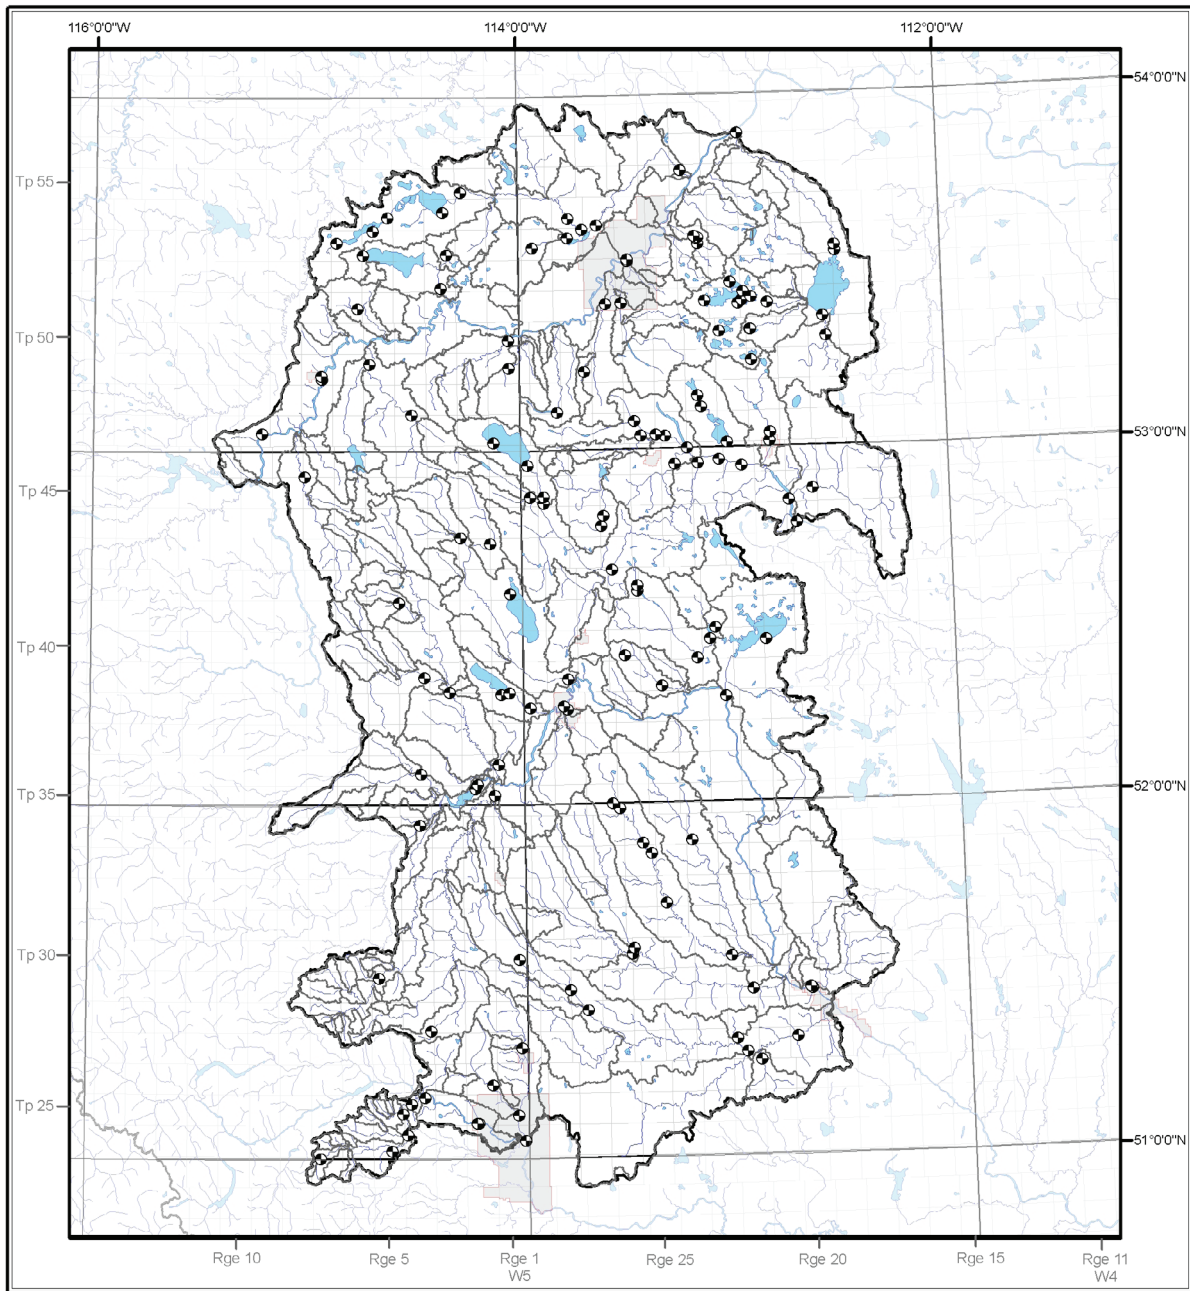 116°0'0"W
114°0'0"W
112°0'0"W
54°0'0"N
Tp 55
Tp 50
53°0'0"N
Tp 45
Tp 40
52°0'0"N
Tp 35
Tp 30
Tp 25
51°0'0"N
Rge 10
Rge 5
Rge 1
W5
Rge 25
Rge 20
Rge 15
Rge 11
W4